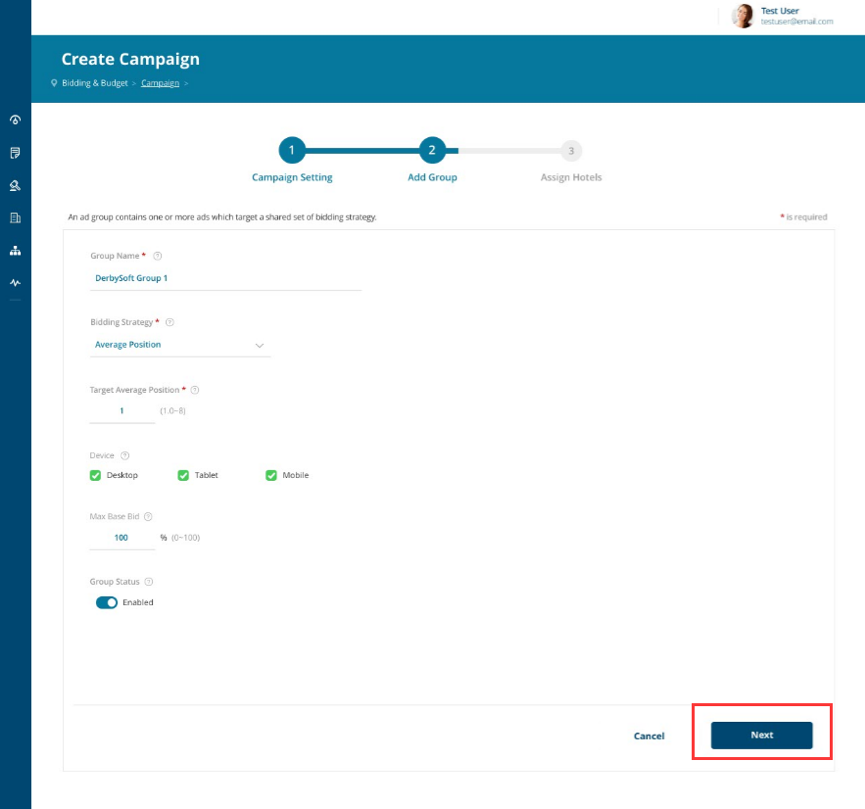 Test User
testuser@email.com
Create Campaign
Bidding & Budget > Campaign >
1 2 3
Campaign Setting Add Group Assign Hotels
An ad group contains one or more ads which target a shared set of bidding strategy. * is required
Group Name * ?
DerbySoft Group 1
Bidding Strategy * ?
Average Position
Target Average Position * ?
1 (1.0~8)
Device ?
Desktop Tablet Mobile
Max Base Bid ?
100 % (0~100)
Group Status ?
Enabled
Cancel Next